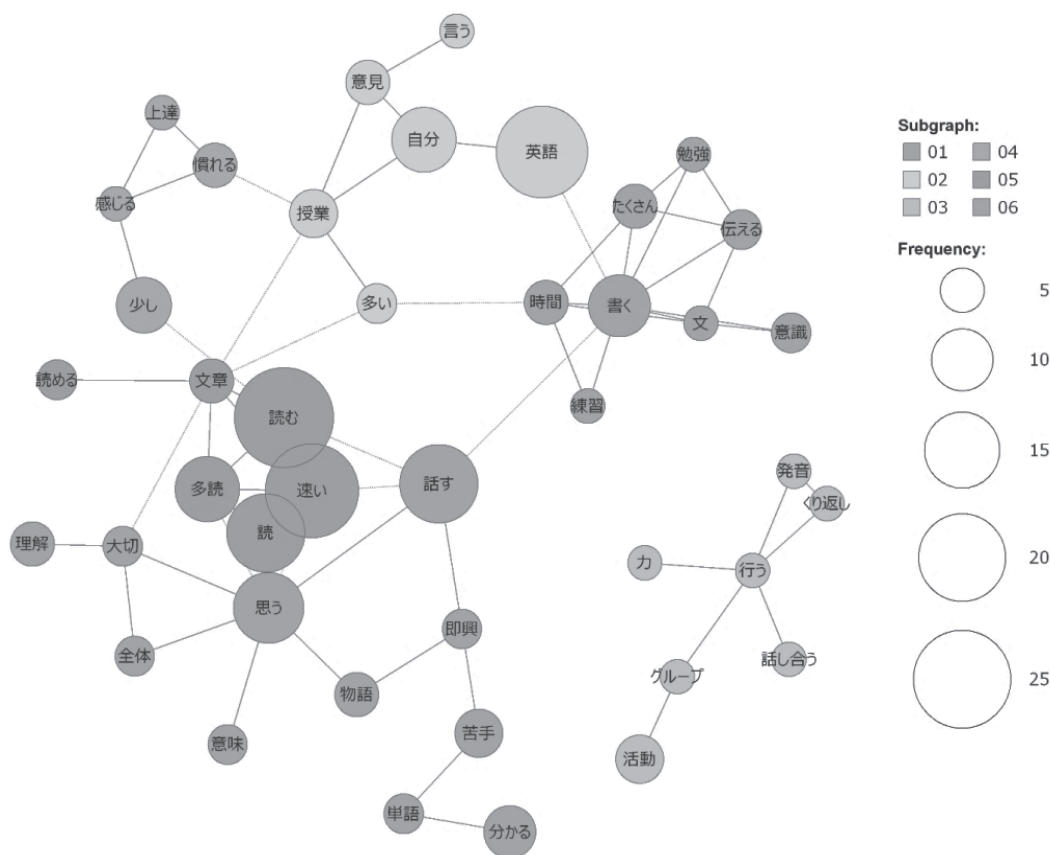 言う
意見
上達
自分
英語
慣れる
勉強
感じる
授業
たくさん
伝える
少し
多い
時間
書く
文
意識
読める
文章
練習
読む
多読
速い
話す
読
理解
大切
思う
全体
即興
物語
意味
苦手
単語
分かる
発音
くり返し
力
行う
グループ
話し合う
活動
Subgraph:
01 04
02 05
03 06
Frequency:
5
10
15
20
25